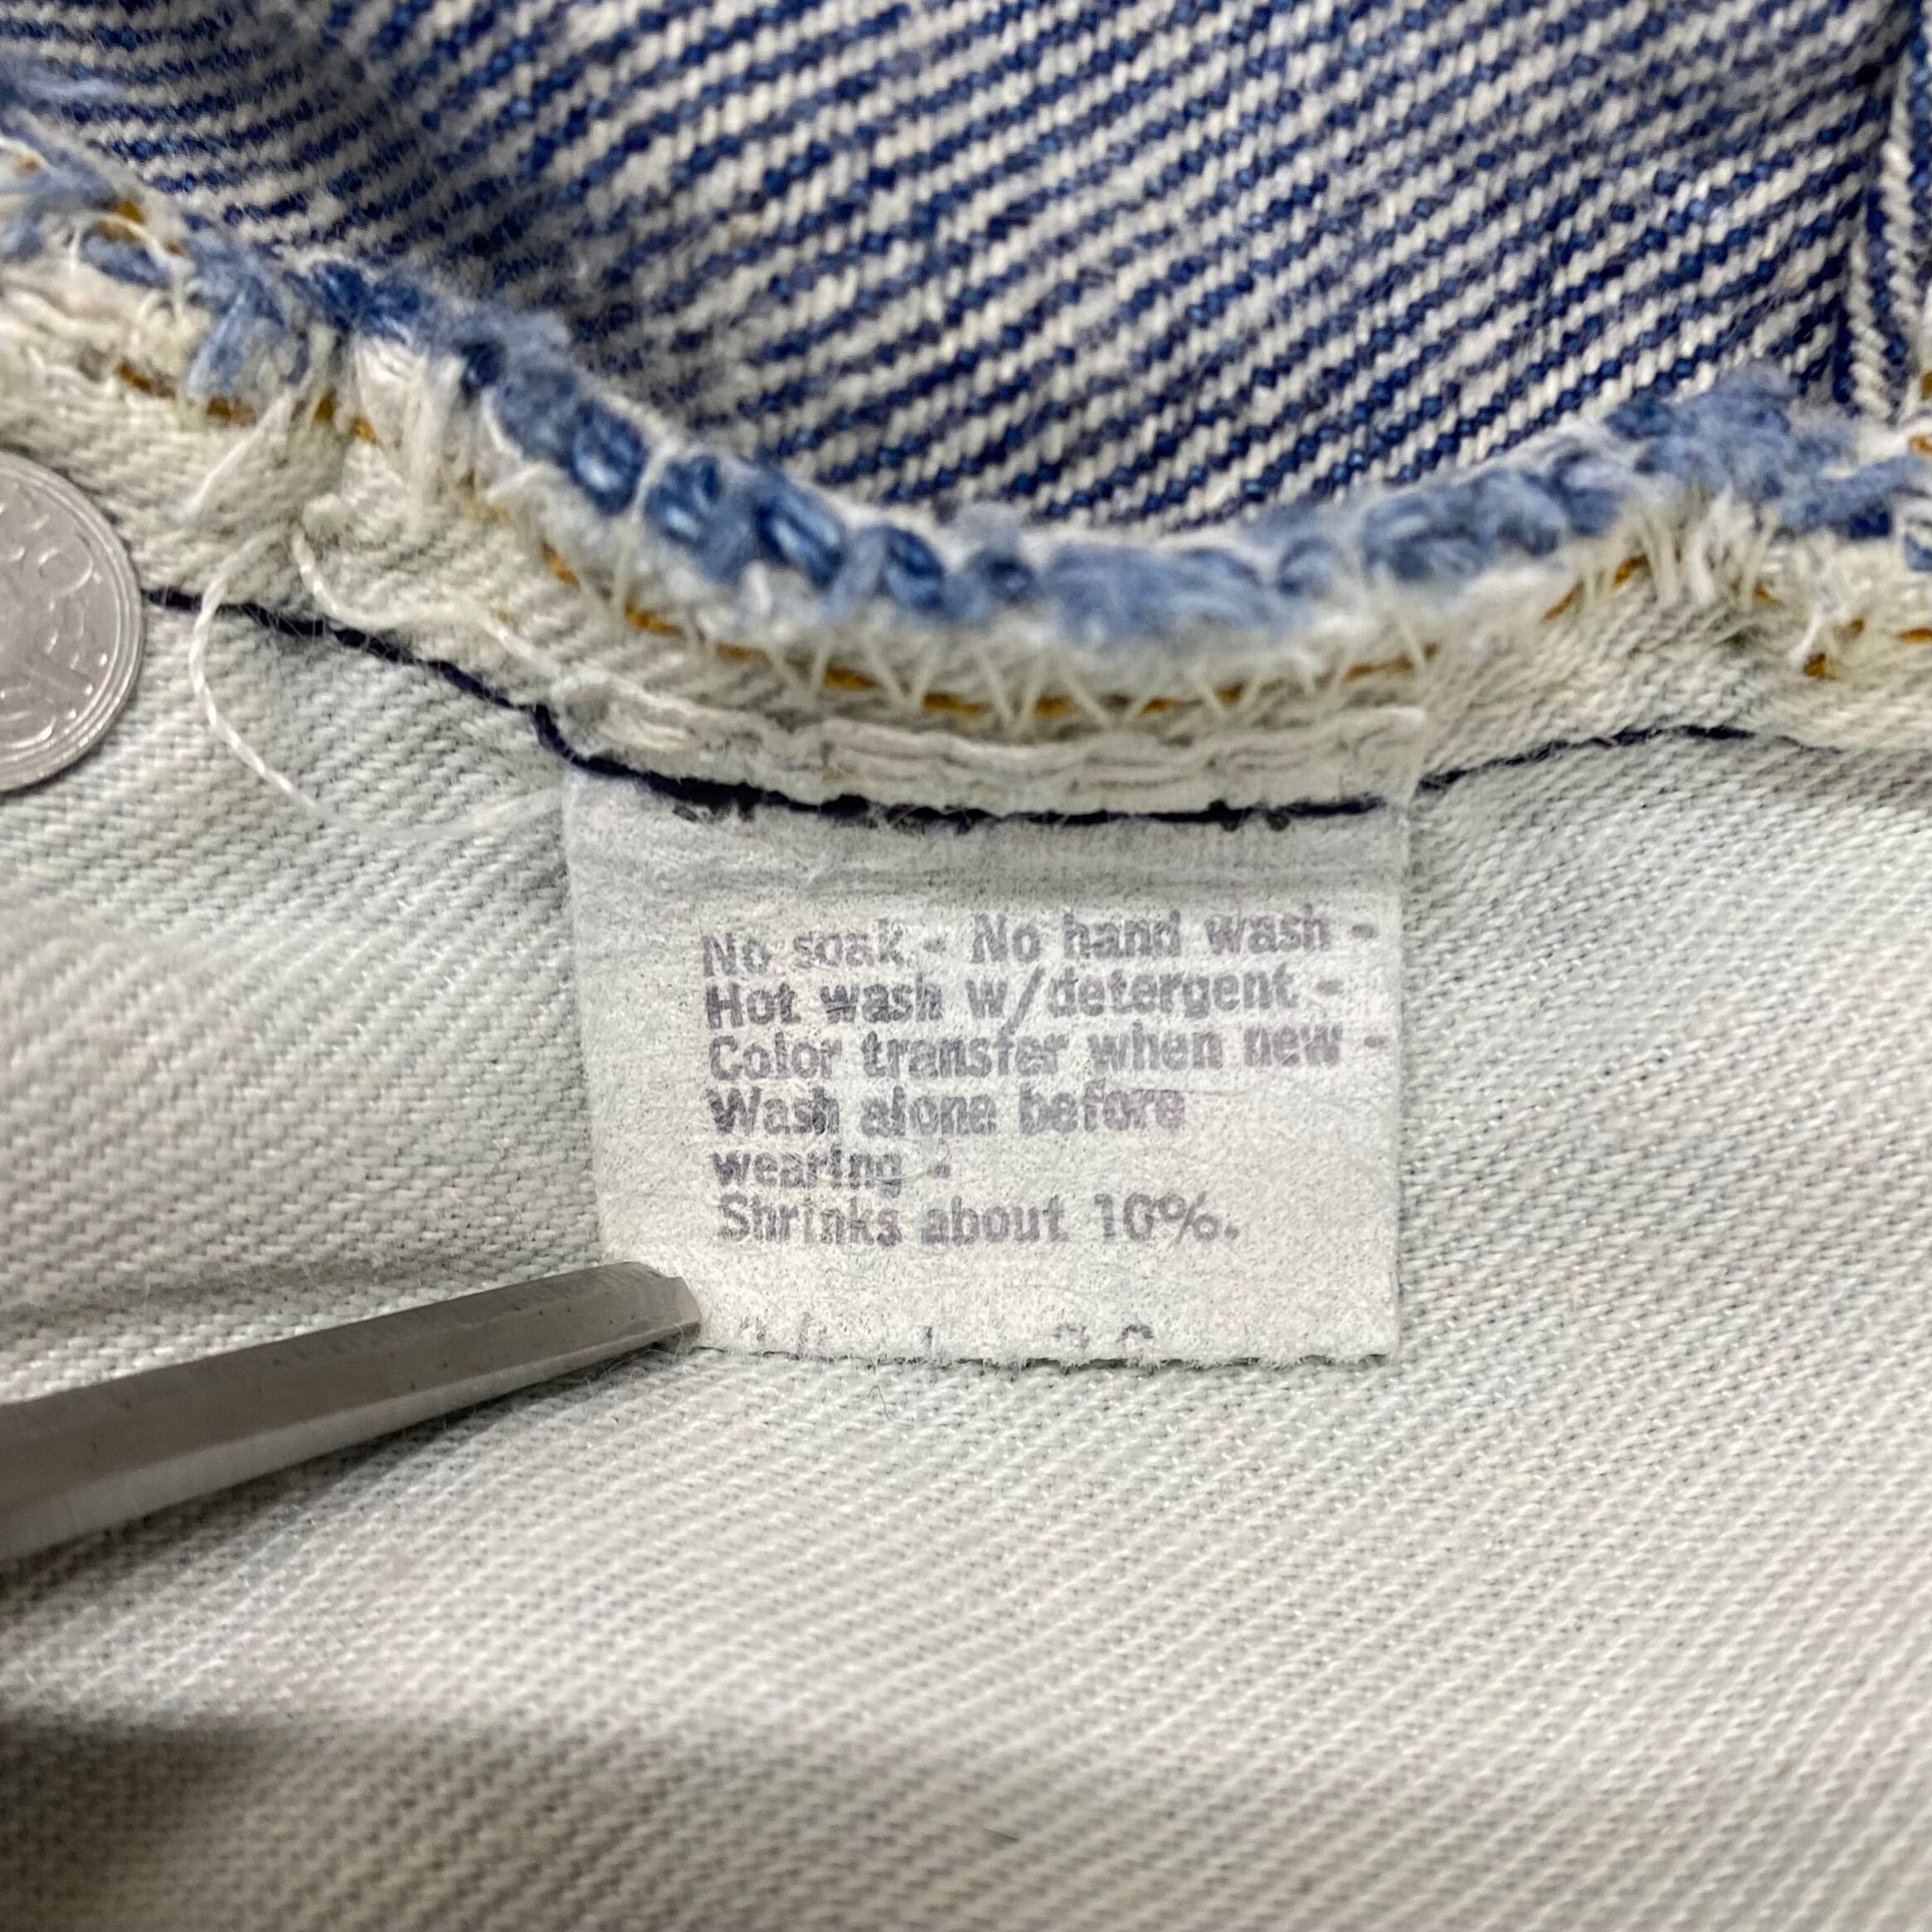 No soak - No hand wash -
Hot wash w/detergent -
Color transfer when new -
Wash alone before
wearing -
Shrinks about 10%.